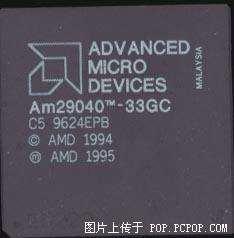 ADVANCED
MICRO
DEVICES
MALAYSIA
Am29040™-33GC
C5 9624EPB
© AMD 1994
ⓜ AMD 1995
图片上传于 POP.PCPOP.COM